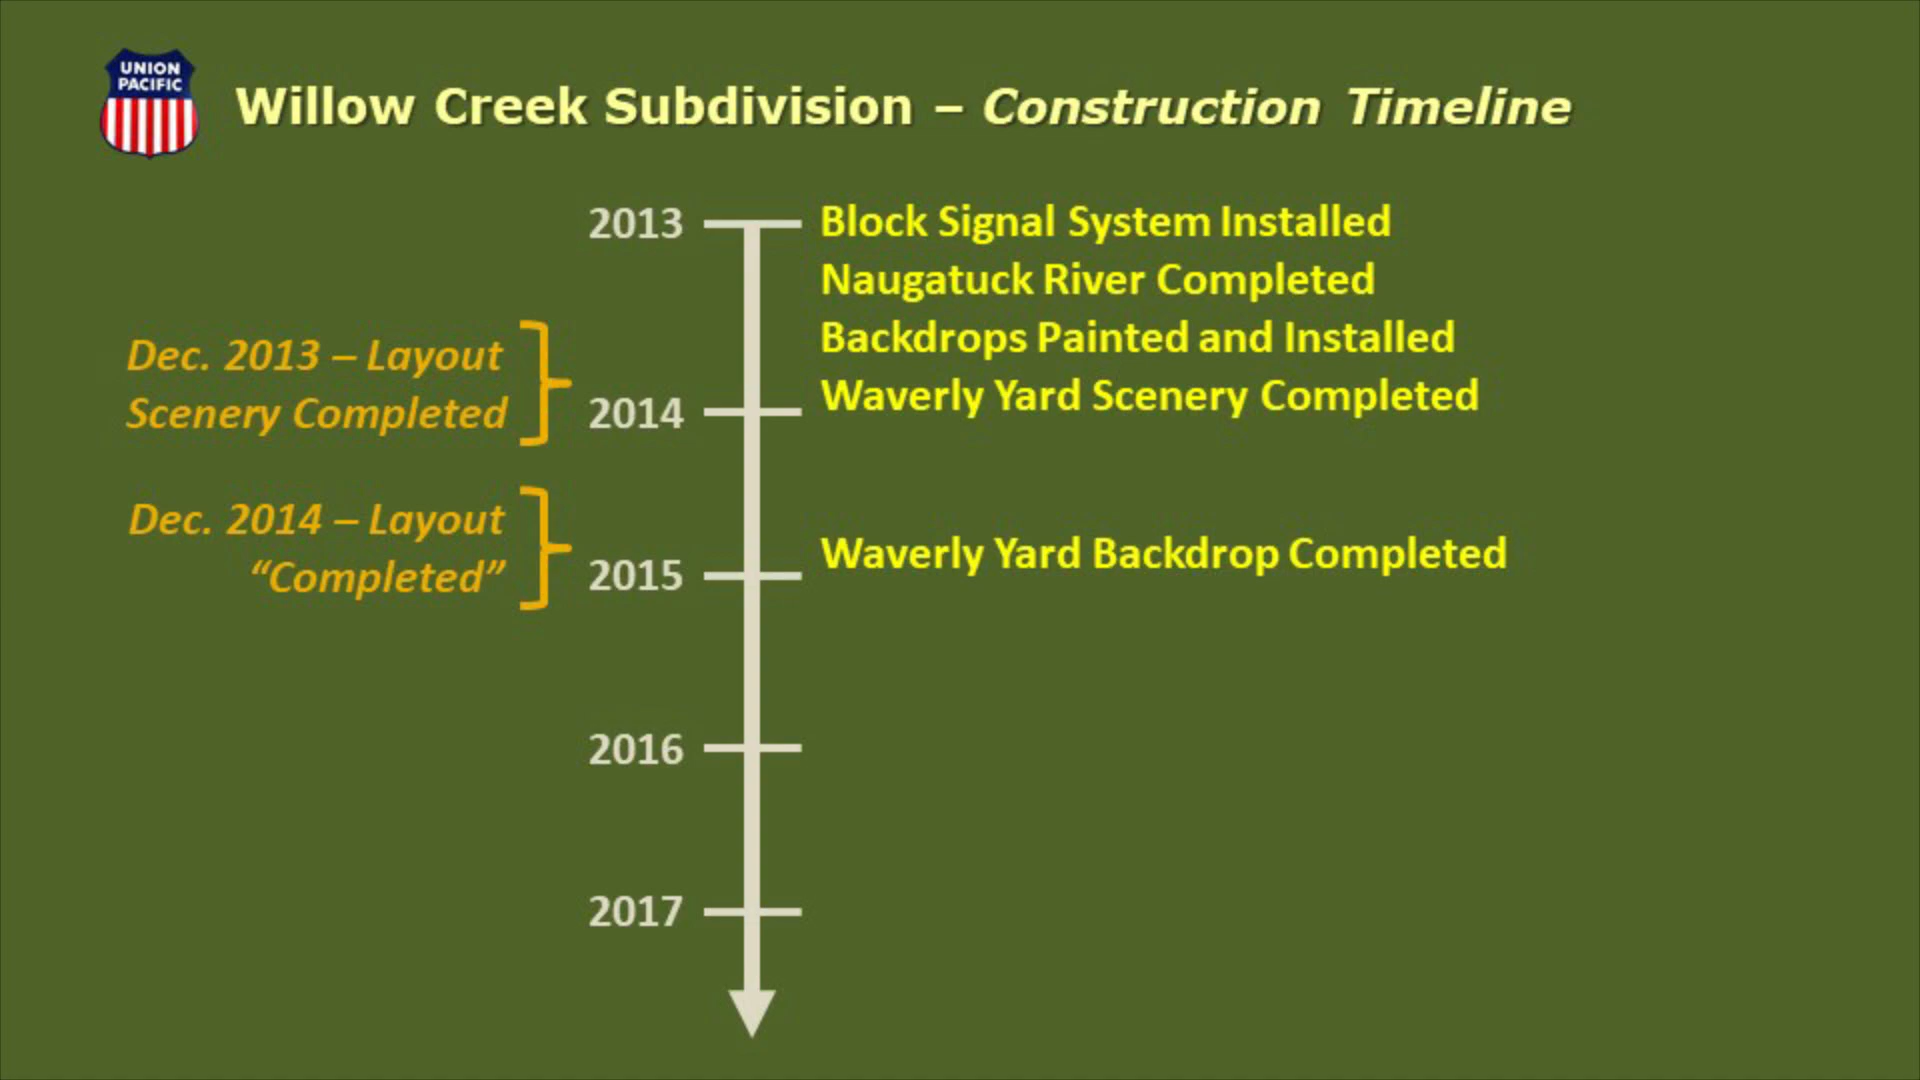 UNION
PACIFIC
Willow Creek Subdivision – Construction Timeline
2013
Block Signal System Installed
Naugatuck River Completed
Backdrops Painted and Installed
Waverly Yard Scenery Completed
Dec. 2013 – Layout
Scenery Completed
2014
Dec. 2014 – Layout
“Completed”
2015
Waverly Yard Backdrop Completed
2016
2017